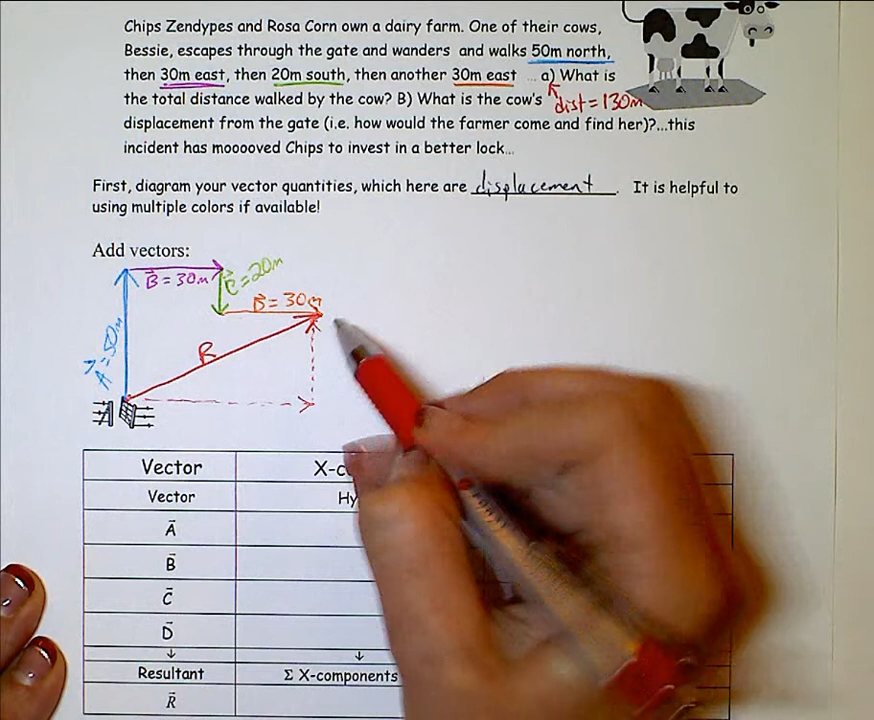 Chips Zendypes and Rosa Corn own a dairy farm. One of their cows,
Bessie, escapes through the gate and wanders and walks 50m north,
then 30m east, then 20m south, then another 30m east ... a) What is
the total distance walked by the cow? B) What is the cow's dist = 130m
displacement from the gate (i.e. how would the farmer come and find her)?...this
incident has mooooved Chips to invest in a better lock...
First, diagram your vector quantities, which here are displacement. It is helpful to
using multiple colors if available!
Add vectors:
B = 30m
C = 20m
D = 30m
A = 50m
R
Vector X-c
Vector Hy
A
B
C
D
↓ ↓
Resultant Σ X-components
R